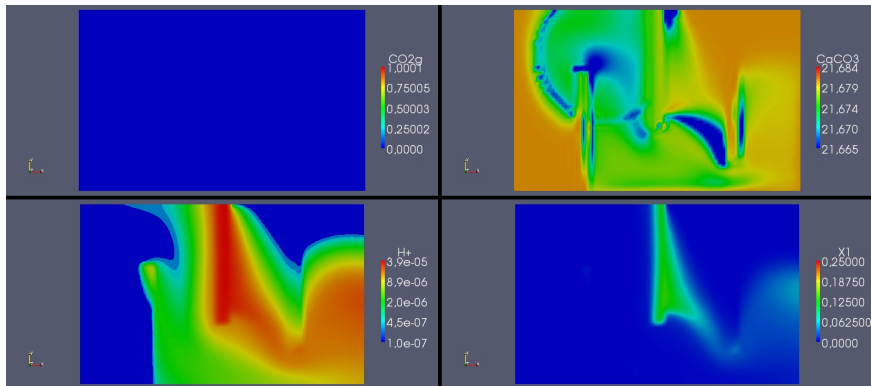 CO2g
1,0001
0,75005
0,50003
0,25002
0,0000
CaCO3
21,684
21,679
21,674
21,670
21,665
H+
3,9e-05
8,9e-06
2,0e-06
4,5e-07
1,0e-07
X1
0,25000
0,18750
0,12500
0,062500
0,0000